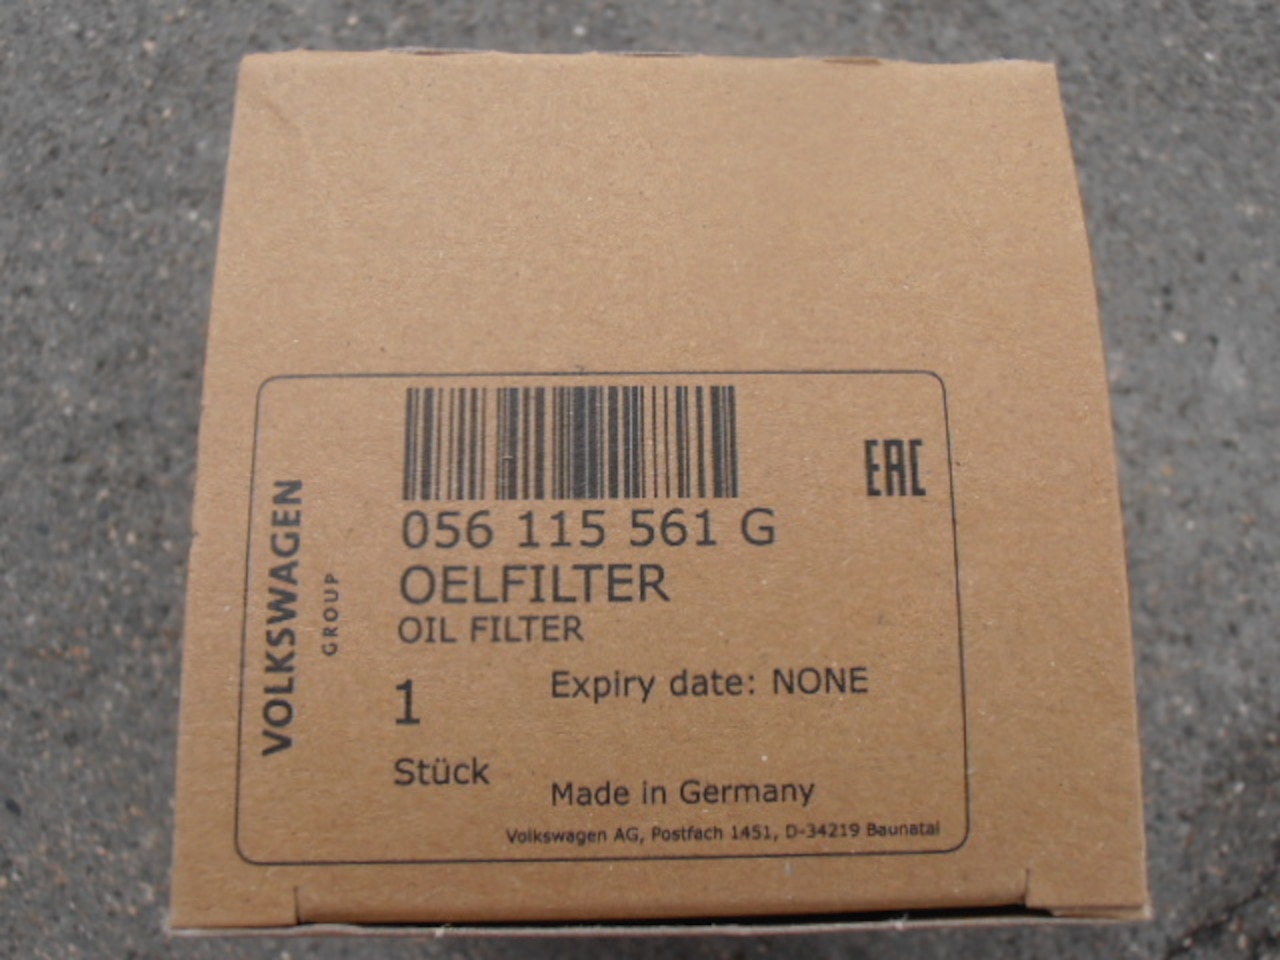 VOLKSWAGEN
GROUP
EAC
056 115 561 G
OELFILTER
OIL FILTER
1
Expiry date: NONE
Stück
Made in Germany
Volkswagen AG, Postfach 1451, D-34219 Baunatal